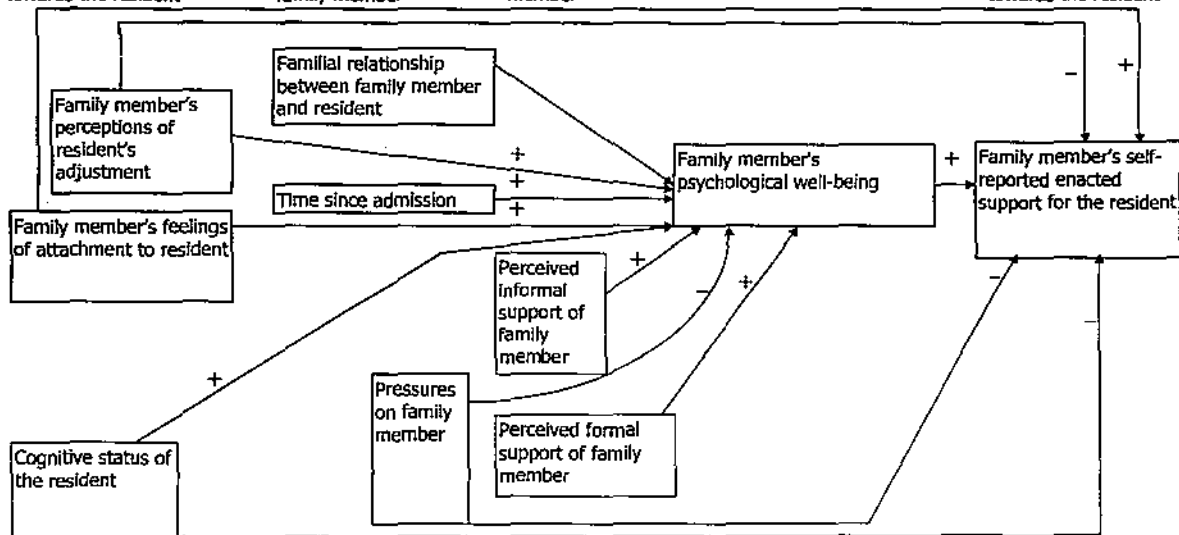 Familial relationship
between family member
and resident
Family member's
perceptions of
resident's
adjustment
Time since admission
Family member's feelings
of attachment to resident
Family member's
psychological well-being
Family member's self-
reported enacted
support for the resident
Perceived
informal
support of
family
member
Pressures
on family
member
Perceived formal
support of family
member
Cognitive status of
the resident
−
+
+
+
+
+
+
−
+
−
−
+